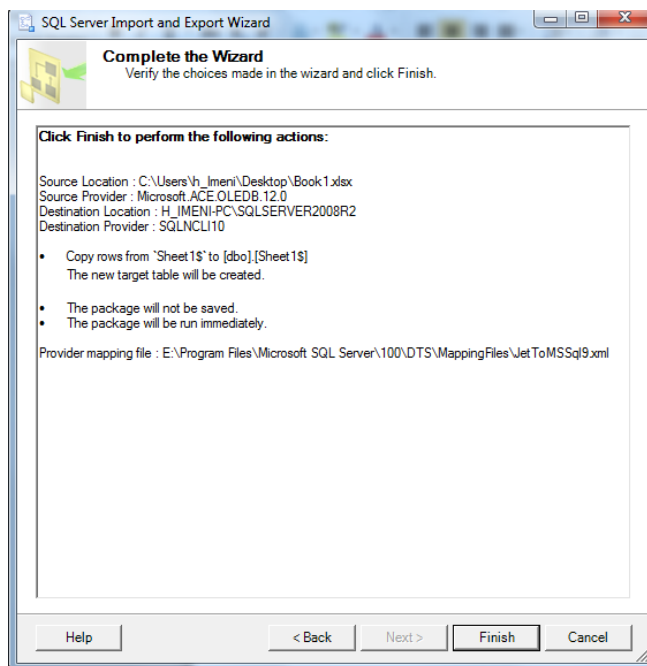 SQL Server Import and Export Wizard
Complete the Wizard
Verify the choices made in the wizard and click Finish.
Click Finish to perform the following actions:
Source Location : C:\Users\h_Imeni\Desktop\Book1.xlsx
Source Provider : Microsoft.ACE.OLEDB.12.0
Destination Location : H_IMENI-PC\SQLSERVER2008R2
Destination Provider : SQLNCLI10
• Copy rows from `Sheet1$` to [dbo].[Sheet1$]
The new target table will be created.
• The package will not be saved.
• The package will be run immediately.
Provider mapping file : E:\Program Files\Microsoft SQL Server\100\DTS\MappingFiles\JetToMSSql9.xml
Help < Back Next > Finish Cancel